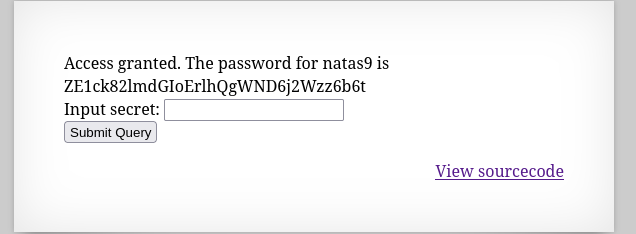 Access granted. The password for natas9 is
ZE1ck82lmdGIoErlhQgWND6j2Wzz6b6t
Input secret:
Submit Query
View sourcecode